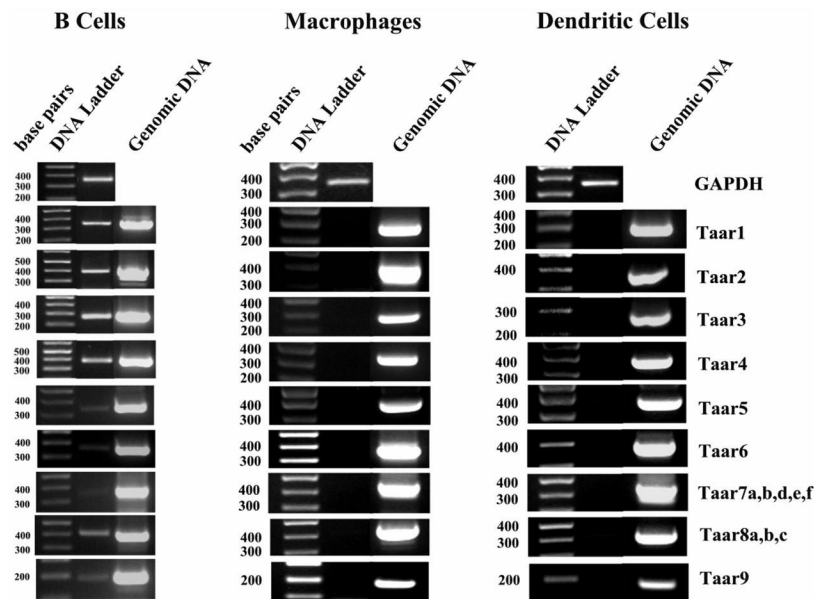 B Cells Macrophages Dendritic Cells
base pairs DNA Ladder Genomic DNA base pairs DNA Ladder Genomic DNA DNA Ladder Genomic DNA
400 400 400 GAPDH
300 300 300
200
400 400 400 Taar1
300 300 300
200 200 200
500 400 400 Taar2
400 300
300
400 400 300 Taar3
300 300 200
200 200
500 400 400 Taar4
400 300 300
300 200
400 400 400 Taar5
300 300 300
400 400 400 Taar6
300 300
400 400 400 Taar7a,b,d,e,f
300 300 300
400 400 400 Taar8a,b,c
300 300 300
200 200 200 Taar9